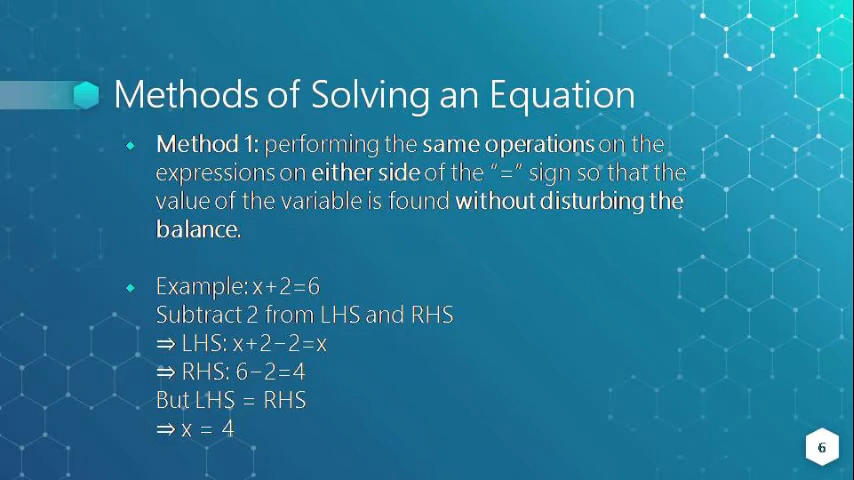 Methods of Solving an Equation
Method 1: performing the same operations on the
expressions on either side of the “=” sign so that the
value of the variable is found without disturbing the
balance.
Example: x+2=6
Subtract 2 from LHS and RHS
⇒ LHS: x+2−2=x
⇒ RHS: 6−2=4
But LHS = RHS
⇒ x = 4
6